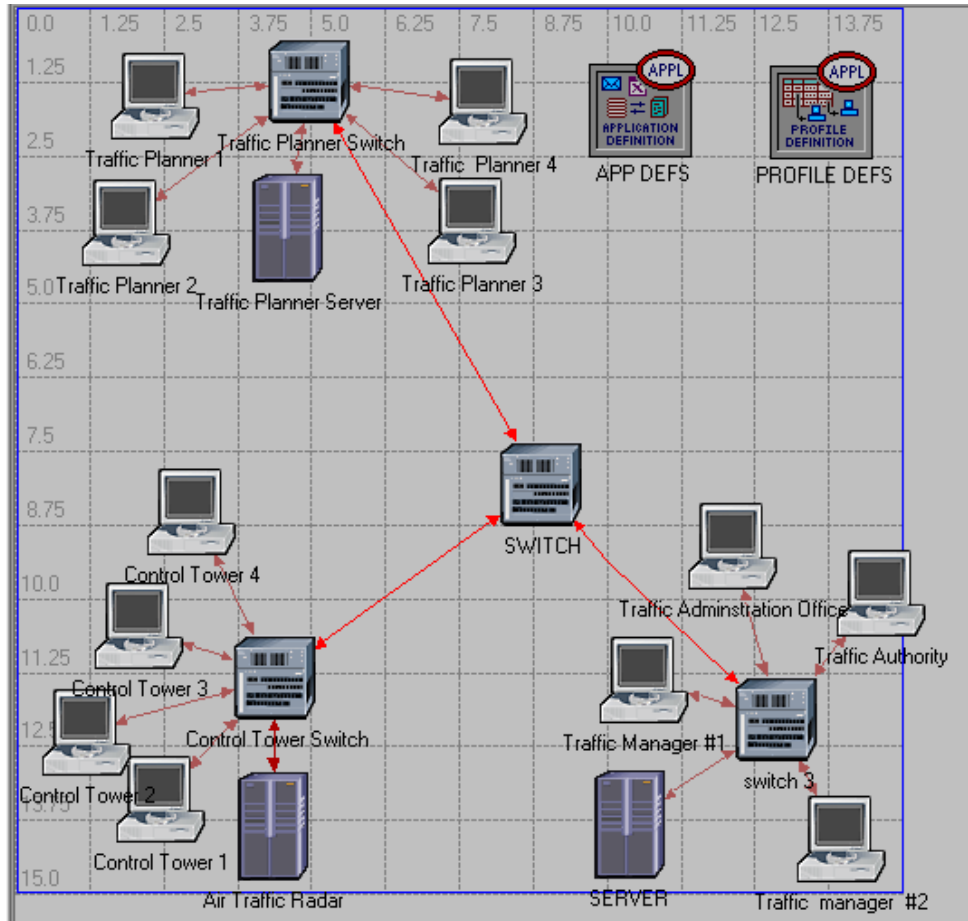 0.0 1.25 2.5 3.75 5.0 6.25 7.5 8.75 10.0 11.25 12.5 13.75
1.25
APPL
APPL
APPLICATION
DEFINITION
PROFILE
DEFINITION
Traffic Planner 1
Traffic Planner Switch
Traffic Planner 4
APP DEFS
PROFILE DEFS
2.5
3.75
Traffic Planner 2
Traffic Planner Server
Traffic Planner 3
5.0
6.25
7.5
8.75
SWITCH
Control Tower 4
10.0
Traffic Adminstration Office
Control Tower 3
Traffic Authority
11.25
Control Tower Switch
Traffic Manager #1
12.5
switch 3
Control Tower 2
13.75
Control Tower 1
15.0
Air Traffic Radar
SERVER
Traffic manager #2